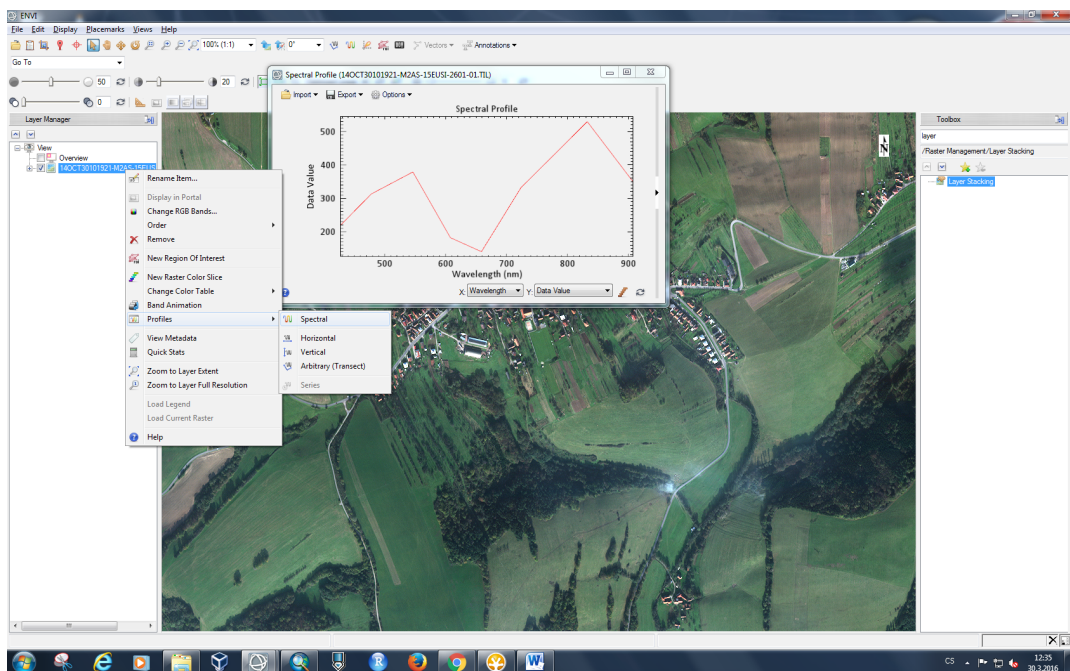 ENVI
File Edit Display Placemarks Views Help
100% (1:1) 0° Vectors Annotations
Go To
50 20
0
Layer Manager
View
Overview
14OCT30101921-M2AS-15EUSI
Rename Item...
Display in Portal
Change RGB Bands...
Order
Remove
New Region Of Interest
New Raster Color Slice
Change Color Table
Band Animation
Profiles
View Metadata
Quick Stats
Zoom to Layer Extent
Zoom to Layer Full Resolution
Load Legend
Load Current Raster
Help
Spectral
Horizontal
Vertical
Arbitrary (Transect)
Series
Spectral Profile (14OCT30101921-M2AS-15EUSI-2601-01.TIL)
Import Export Options
Spectral Profile
Data Value
500
400
300
200
500 600 700 800 900
Wavelength (nm)
X: Wavelength Y: Data Value
N
Toolbox
layer
/Raster Management/Layer Stacking
Layer Stacking
CS 12:35
30.3.2016